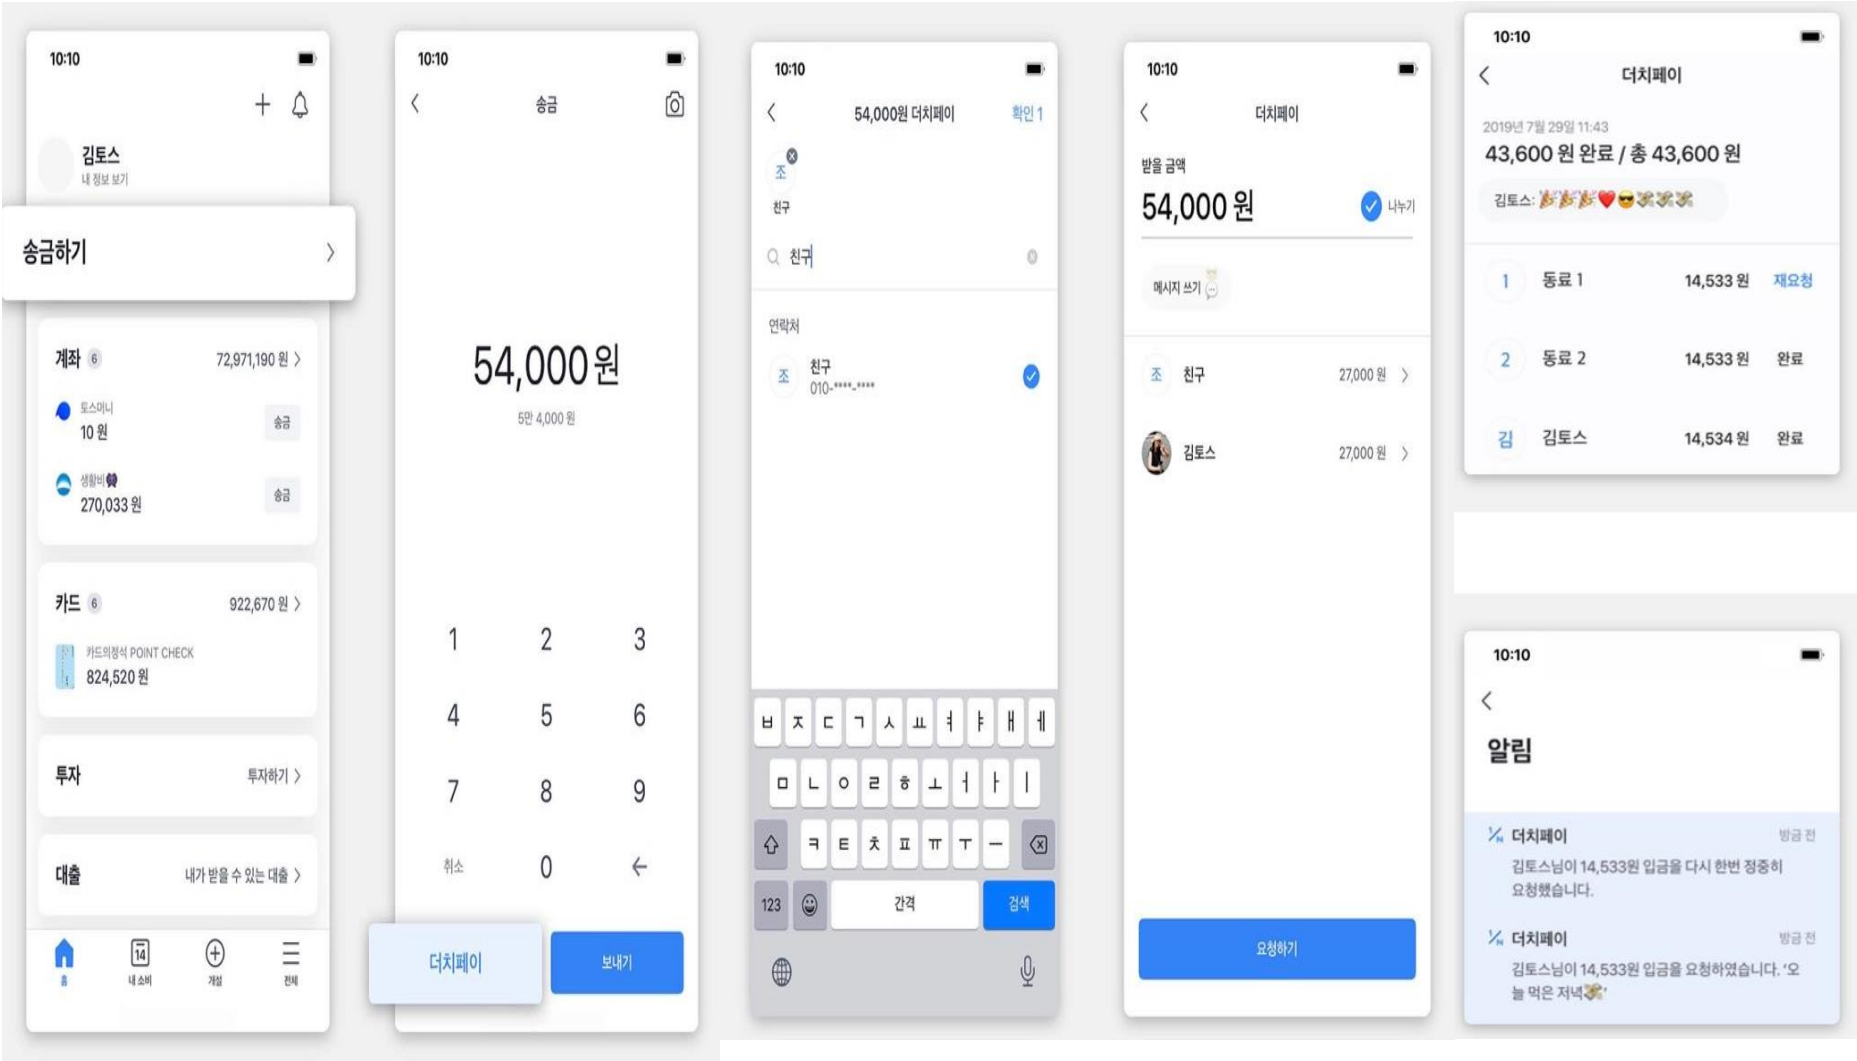 10:10
김토스
내 정보 보기
송금하기
계좌 6 72,971,190 원
토스머니
10 원 송금
생활비
270,033 원 송금
카드 6 922,670 원
카드의정석 POINT CHECK
824,520 원
투자 투자하기
대출 내가 받을 수 있는 대출
14
홈 내 소비 개설 전체
10:10
송금
54,000원
5만 4,000 원
1 2 3
4 5 6
7 8 9
취소 0
더치페이 보내기
10:10
54,000원 더치페이 확인 1
조
친구
친구
연락처
조 친구
010-****-****
ㅂ ㅈ ㄷ ㄱ ㅅ ㅛ ㅕ ㅑ ㅐ ㅔ
ㅁ ㄴ ㅇ ㄹ ㅎ ㅗ ㅓ ㅏ ㅣ
ㅋ ㅌ ㅊ ㅍ ㅠ ㅜ ㅡ
123 간격 검색
10:10
더치페이
받을 금액
54,000 원 나누기
메시지 쓰기
조 친구 27,000 원
김토스 27,000 원
요청하기
10:10
더치페이
2019년 7월 29일 11:43
43,600 원 완료 / 총 43,600 원
김토스: 🎉🎉🎉❤️😎💸💸💸
1 동료 1 14,533 원 재요청
2 동료 2 14,533 원 완료
김 김토스 14,534 원 완료
10:10
알림
1/N 더치페이 방금 전
김토스님이 14,533원 입금을 다시 한번 정중히
요청했습니다.
1/N 더치페이 방금 전
김토스님이 14,533원 입금을 요청하였습니다. '오
늘 먹은 저녁💸'